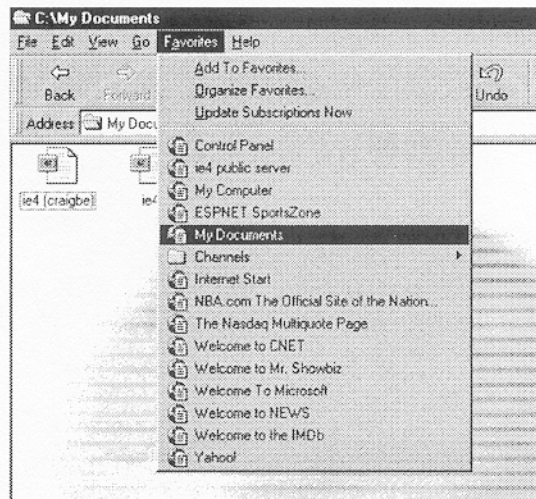 C:\My Documents
File Edit View Go Favorites Help
Back Forward Undo
Address My Docu
ie4 (craigbe) ie4
Add To Favorites...
Organize Favorites...
Update Subscriptions Now
Control Panel
ie4 public server
My Computer
ESPNET SportsZone
My Documents
Channels
Internet Start
NBA.com The Official Site of the Nation...
The Nasdaq Multiquote Page
Welcome to CNET
Welcome to Mr. Showbiz
Welcome To Microsoft
Welcome to NEWS
Welcome to the IMDb
Yahoo!